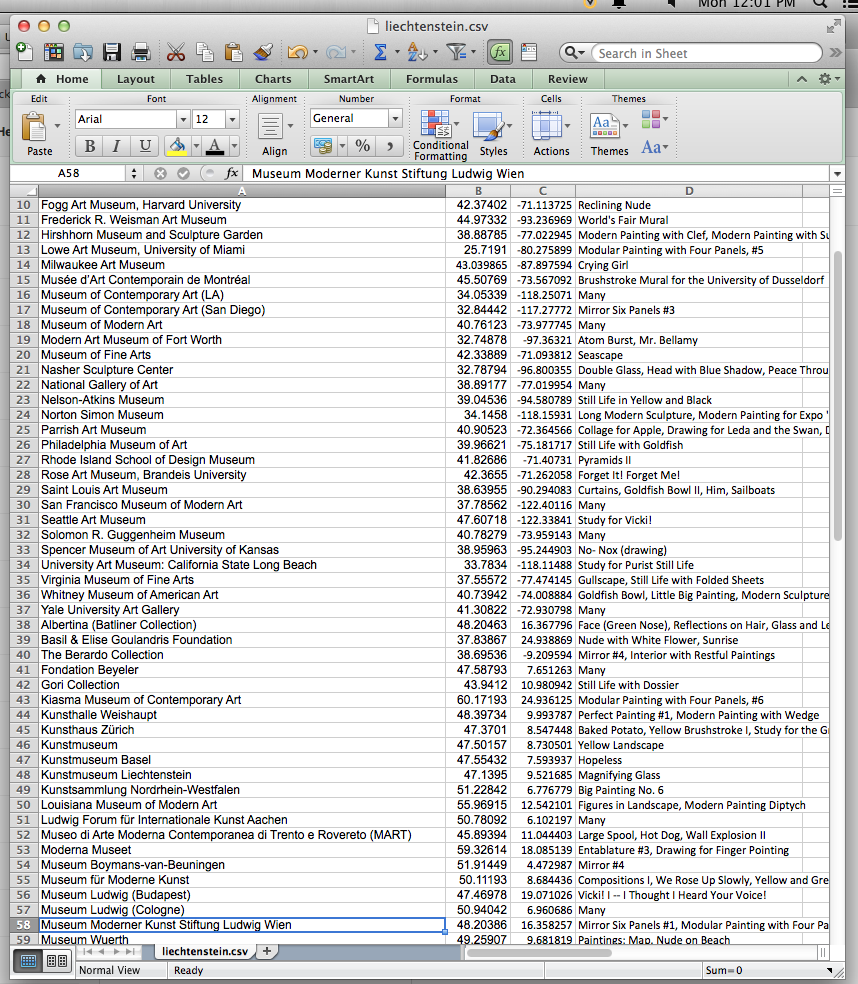 Mon 12:01 PM
liechtenstein.csv
Search in Sheet
Home Layout Tables Charts SmartArt Formulas Data Review
Edit Font Alignment Number Format Cells Themes
Arial 12 General
Paste B I U A Align % Conditional Formatting Styles Actions Themes Aa
A58 fx Museum Moderner Kunst Stiftung Ludwig Wien
A B C D
10 Fogg Art Museum, Harvard University 42.37402 -71.113725 Reclining Nude
11 Frederick R. Weisman Art Museum 44.97332 -93.236969 World's Fair Mural
12 Hirshhorn Museum and Sculpture Garden 38.88785 -77.022945 Modern Painting with Clef, Modern Painting with Su
13 Lowe Art Museum, University of Miami 25.7191 -80.275899 Modular Painting with Four Panels, #5
14 Milwaukee Art Museum 43.039865 -87.897594 Crying Girl
15 Musée d'Art Contemporain de Montréal 45.50769 -73.567092 Brushstroke Mural for the University of Dusseldorf
16 Museum of Contemporary Art (LA) 34.05339 -118.25071 Many
17 Museum of Contemporary Art (San Diego) 32.84442 -117.27772 Mirror Six Panels #3
18 Museum of Modern Art 40.76123 -73.977745 Many
19 Modern Art Museum of Fort Worth 32.74878 -97.36321 Atom Burst, Mr. Bellamy
20 Museum of Fine Arts 42.33889 -71.093812 Seascape
21 Nasher Sculpture Center 32.78794 -96.800355 Double Glass, Head with Blue Shadow, Peace Throu
22 National Gallery of Art 38.89177 -77.019954 Many
23 Nelson-Atkins Museum 39.04536 -94.580789 Still Life in Yellow and Black
24 Norton Simon Museum 34.1458 -118.15931 Long Modern Sculpture, Modern Painting for Expo '
25 Parrish Art Museum 40.90523 -72.364566 Collage for Apple, Drawing for Leda and the Swan, D
26 Philadelphia Museum of Art 39.96621 -75.181717 Still Life with Goldfish
27 Rhode Island School of Design Museum 41.82686 -71.40731 Pyramids II
28 Rose Art Museum, Brandeis University 42.3655 -71.262058 Forget It! Forget Me!
29 Saint Louis Art Museum 38.63955 -90.294083 Curtains, Goldfish Bowl II, Him, Sailboats
30 San Francisco Museum of Modern Art 37.78562 -122.40116 Many
31 Seattle Art Museum 47.60718 -122.33841 Study for Vicki!
32 Solomon R. Guggenheim Museum 40.78279 -73.959143 Many
33 Spencer Museum of Art University of Kansas 38.95963 -95.244903 No- Nox (drawing)
34 University Art Museum: California State Long Beach 33.7834 -118.11488 Study for Purist Still Life
35 Virginia Museum of Fine Arts 37.55572 -77.474145 Gullscape, Still Life with Folded Sheets
36 Whitney Museum of American Art 40.73942 -74.008884 Goldfish Bowl, Little Big Painting, Modern Sculpture
37 Yale University Art Gallery 41.30822 -72.930798 Many
38 Albertina (Batliner Collection) 48.20463 16.367796 Face (Green Nose), Reflections on Hair, Glass and Le
39 Basil & Elise Goulandris Foundation 37.83867 24.938869 Nude with White Flower, Sunrise
40 The Berardo Collection 38.69536 -9.209594 Mirror #4, Interior with Restful Paintings
41 Fondation Beyeler 47.58793 7.651263 Many
42 Gori Collection 43.9412 10.980942 Still Life with Dossier
43 Kiasma Museum of Contemporary Art 60.17193 24.936125 Modular Painting with Four Panels, #6
44 Kunsthalle Weishaupt 48.39734 9.993787 Perfect Painting #1, Modern Painting with Wedge
45 Kunsthaus Zürich 47.3701 8.547448 Baked Potato, Yellow Brushstroke I, Study for the G
46 Kunstmuseum 47.50157 8.730501 Yellow Landscape
47 Kunstmuseum Basel 47.55432 7.593937 Hopeless
48 Kunstmuseum Liechtenstein 47.1395 9.521685 Magnifying Glass
49 Kunstsammlung Nordrhein-Westfalen 51.22842 6.776779 Big Painting No. 6
50 Louisiana Museum of Modern Art 55.96915 12.542101 Figures in Landscape, Modern Painting Diptych
51 Ludwig Forum für Internationale Kunst Aachen 50.78092 6.102197 Many
52 Museo di Arte Moderna Contemporanea di Trento e Rovereto (MART) 45.89394 11.044403 Large Spool, Hot Dog, Wall Explosion II
53 Moderna Museet 59.32614 18.085139 Entablature #3, Drawing for Finger Pointing
54 Museum Boymans-van-Beuningen 51.91449 4.472987 Mirror #4
55 Museum für Moderne Kunst 50.11193 8.684436 Compositions I, We Rose Up Slowly, Yellow and Gre
56 Museum Ludwig (Budapest) 47.46978 19.071026 Vicki! I -- I Thought I Heard Your Voice!
57 Museum Ludwig (Cologne) 50.94042 6.960686 Many
58 Museum Moderner Kunst Stiftung Ludwig Wien 48.20386 16.358257 Mirror Six Panels #1, Modular Painting with Four Pa
59 Museum Wuerth 49.25907 9.681819 Paintings: Map, Nude on Beach
liechtenstein.csv
Normal View Ready Sum=0